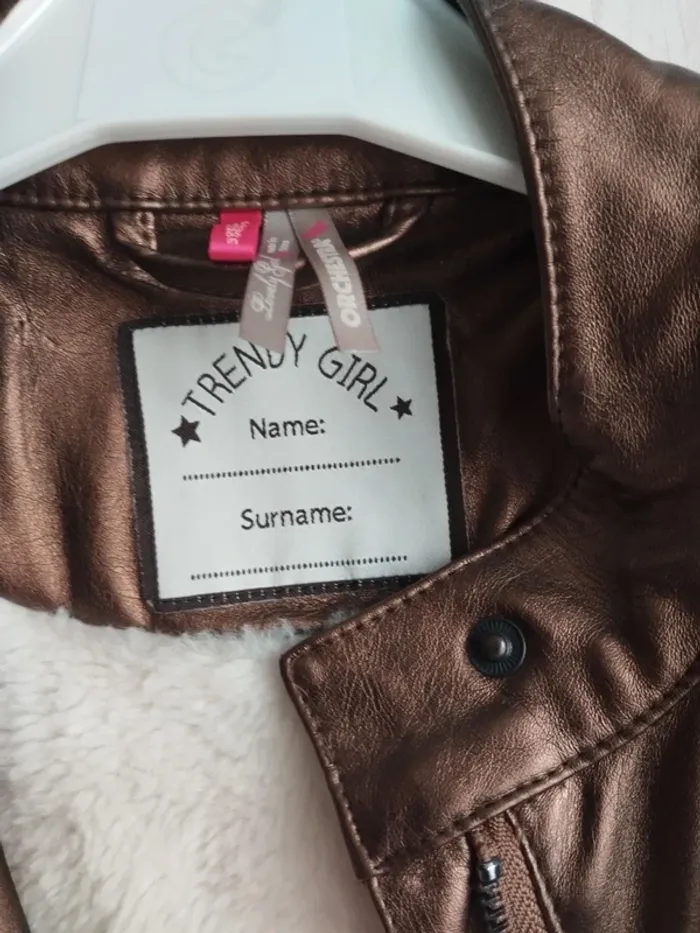 ORCHESTRA
TRENDY GIRL
Name:
Surname: